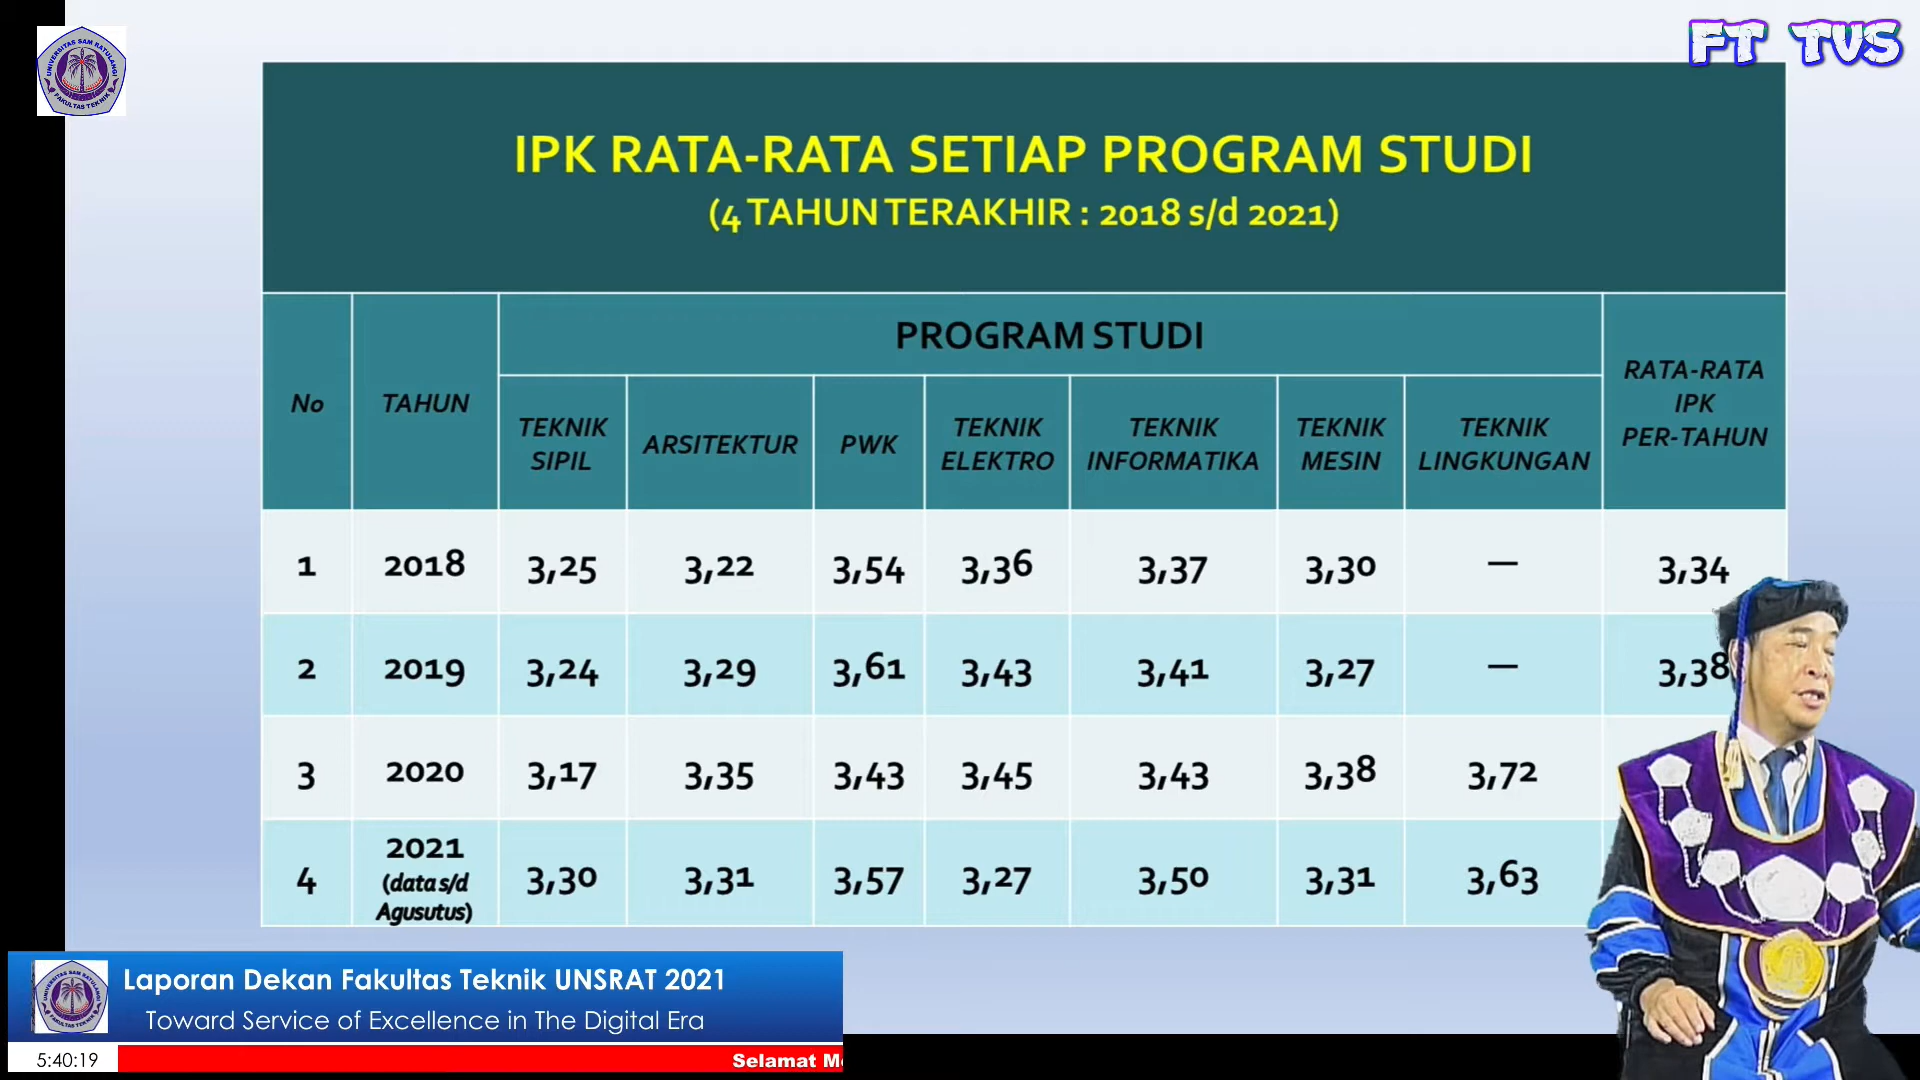 FT TVS
UNIVERSITAS SAM RATULANGI
FAKULTAS TEKNIK
IPK RATA-RATA SETIAP PROGRAM STUDI
(4 TAHUN TERAKHIR : 2018 s/d 2021)
No
TAHUN
PROGRAM STUDI
RATA-RATA
IPK
PER-TAHUN
TEKNIK
SIPIL
ARSITEKTUR
PWK
TEKNIK
ELEKTRO
TEKNIK
INFORMATIKA
TEKNIK
MESIN
TEKNIK
LINGKUNGAN
1 2018 3,25 3,22 3,54 3,36 3,37 3,30 — 3,34
2 2019 3,24 3,29 3,61 3,43 3,41 3,27 — 3,38
3 2020 3,17 3,35 3,43 3,45 3,43 3,38 3,72
4 2021 (data s/d Agusutus) 3,30 3,31 3,57 3,27 3,50 3,31 3,63
Laporan Dekan Fakultas Teknik UNSRAT 2021
Toward Service of Excellence in The Digital Era
5:40:19
Selamat